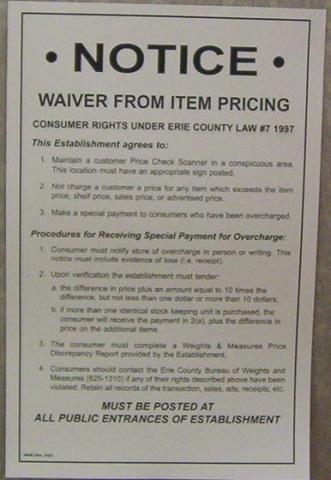 • NOTICE •
WAIVER FROM ITEM PRICING
CONSUMER RIGHTS UNDER ERIE COUNTY LAW #7 1997
This Establishment agrees to:
1. Maintain a customer Price Check Scanner in a conspicuous area.
This location must have an appropriate sign posted.
2. Not charge a customer a price for any item which exceeds the item
price, shelf price, sales price, or advertised price.
3. Make a special payment to consumers who have been overcharged.
Procedures for Receiving Special Payment for Overcharge:
1. Consumer must notify store of overcharge in person or writing. This
notice must include evidence of loss (i.e. receipt).
2. Upon verification the establishment must tender:
a. the difference in price plus an amount equal to 10 times the
difference, but not less than one dollar or more than 10 dollars;
b. if more than one identical stock keeping unit is purchased, the
consumer will receive the payment in 2(a), plus the difference in
price on the additional items.
3. The consumer must complete a Weights & Measures Price
Discrepancy Report provided by the Establishment.
4. Consumers should contact the Erie County Bureau of Weights and
Measures (825-1310) if any of their rights described above have been
violated. Retain all records of the transaction, sales, ads, receipts, etc.
MUST BE POSTED AT
ALL PUBLIC ENTRANCES OF ESTABLISHMENT